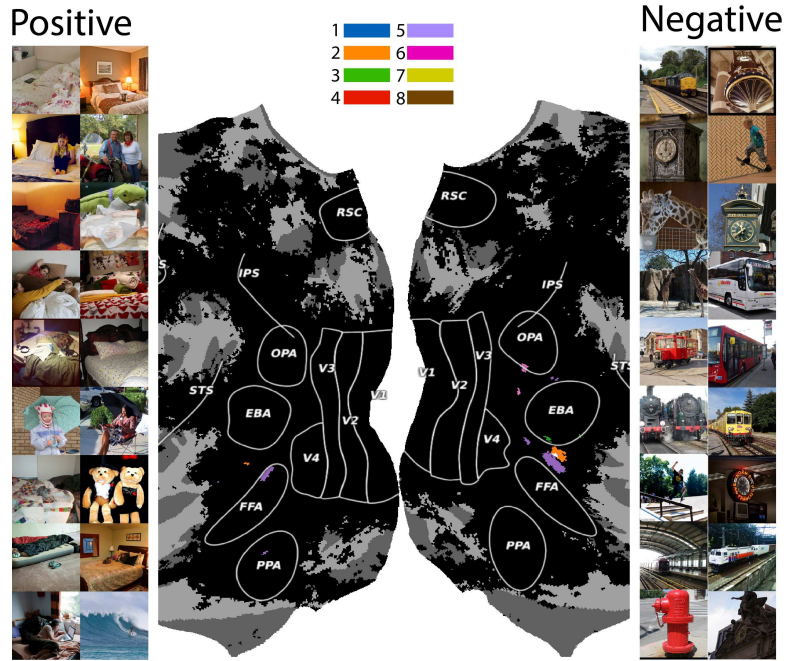 Positive
Negative
1
5
2
6
3
7
4
8
RSC
RSC
IPS
IPS
S
OPA
OPA
STS
STS
V3
V1
V1
V2
V3
V2
EBA
EBA
V4
V4
FFA
FFA
PPA
PPA